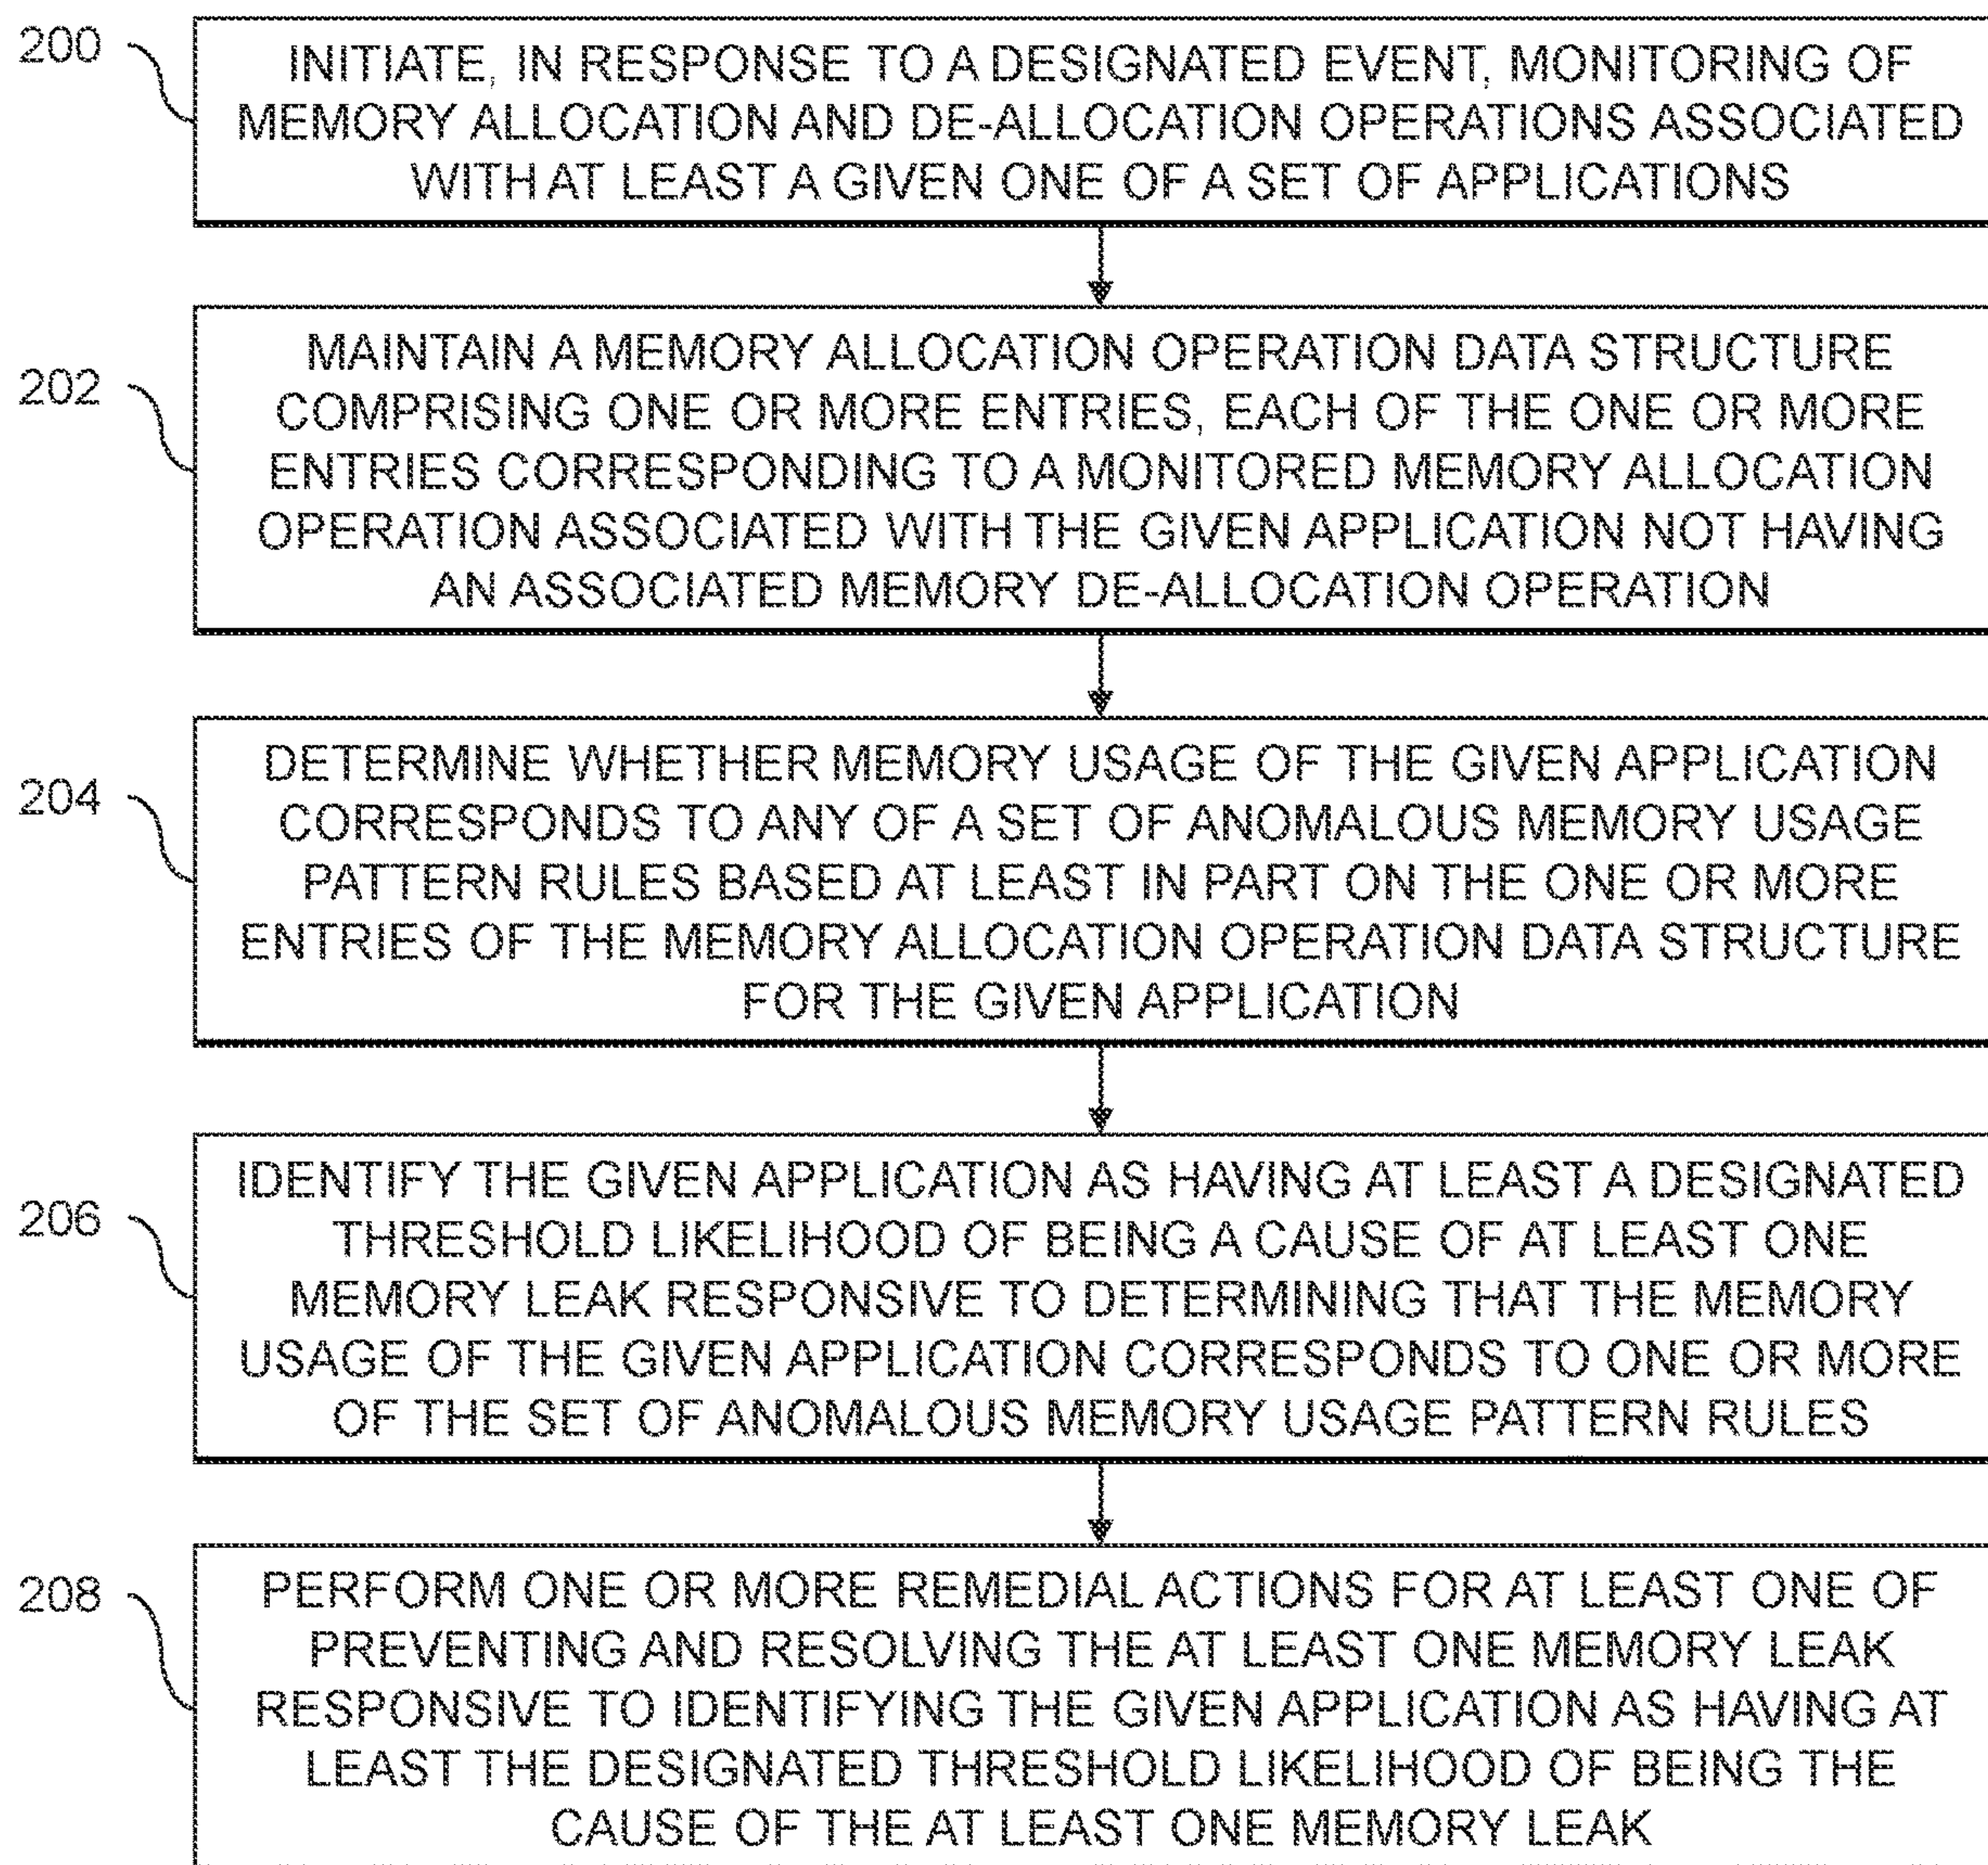 200
INITIATE, IN RESPONSE TO A DESIGNATED EVENT, MONITORING OF
MEMORY ALLOCATION AND DE-ALLOCATION OPERATIONS ASSOCIATED
WITH AT LEAST A GIVEN ONE OF A SET OF APPLICATIONS
202
MAINTAIN A MEMORY ALLOCATION OPERATION DATA STRUCTURE
COMPRISING ONE OR MORE ENTRIES, EACH OF THE ONE OR MORE
ENTRIES CORRESPONDING TO A MONITORED MEMORY ALLOCATION
OPERATION ASSOCIATED WITH THE GIVEN APPLICATION NOT HAVING
AN ASSOCIATED MEMORY DE-ALLOCATION OPERATION
204
DETERMINE WHETHER MEMORY USAGE OF THE GIVEN APPLICATION
CORRESPONDS TO ANY OF A SET OF ANOMALOUS MEMORY USAGE
PATTERN RULES BASED AT LEAST IN PART ON THE ONE OR MORE
ENTRIES OF THE MEMORY ALLOCATION OPERATION DATA STRUCTURE
FOR THE GIVEN APPLICATION
206
IDENTIFY THE GIVEN APPLICATION AS HAVING AT LEAST A DESIGNATED
THRESHOLD LIKELIHOOD OF BEING A CAUSE OF AT LEAST ONE
MEMORY LEAK RESPONSIVE TO DETERMINING THAT THE MEMORY
USAGE OF THE GIVEN APPLICATION CORRESPONDS TO ONE OR MORE
OF THE SET OF ANOMALOUS MEMORY USAGE PATTERN RULES
208
PERFORM ONE OR MORE REMEDIAL ACTIONS FOR AT LEAST ONE OF
PREVENTING AND RESOLVING THE AT LEAST ONE MEMORY LEAK
RESPONSIVE TO IDENTIFYING THE GIVEN APPLICATION AS HAVING AT
LEAST THE DESIGNATED THRESHOLD LIKELIHOOD OF BEING THE
CAUSE OF THE AT LEAST ONE MEMORY LEAK